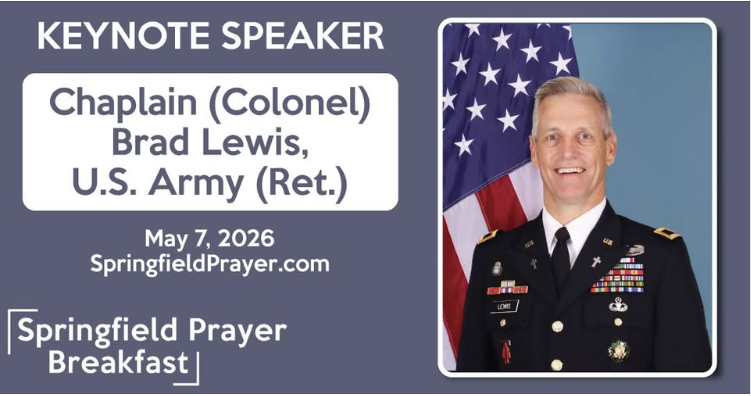 KEYNOTE SPEAKER
Chaplain (Colonel)
Brad Lewis,
U.S. Army (Ret.)
May 7, 2026
SpringfieldPrayer.com
Springfield Prayer
Breakfast
U.S.
LEWIS